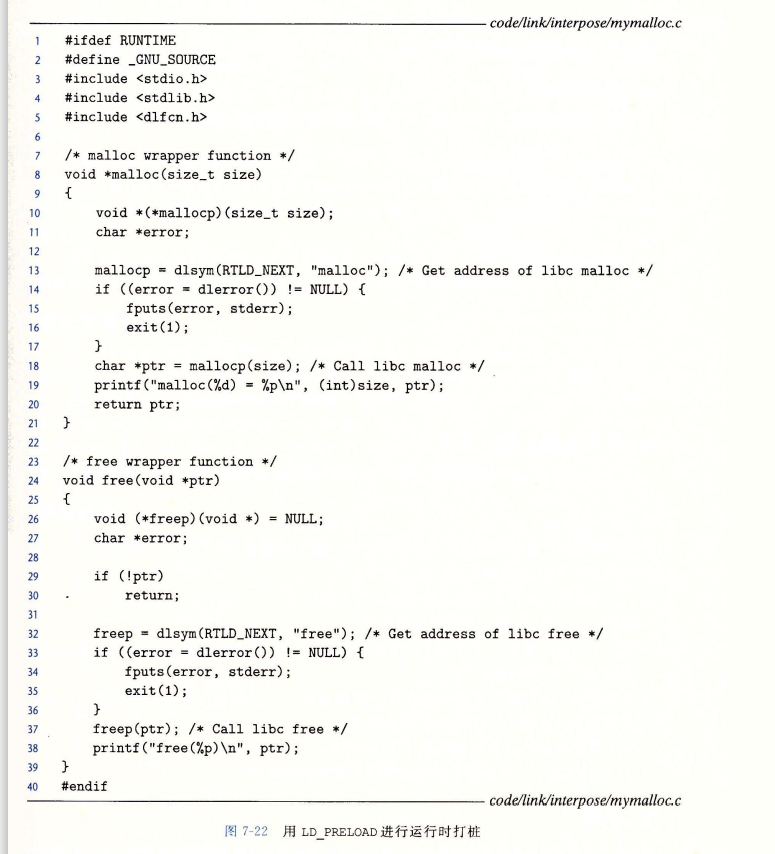 code/link/interpose/mymalloc.c
1 #ifdef RUNTIME
2 #define _GNU_SOURCE
3 #include <stdio.h>
4 #include <stdlib.h>
5 #include <dlfcn.h>
6
7 /* malloc wrapper function */
8 void *malloc(size_t size)
9 {
10     void *(*mallocp)(size_t size);
11     char *error;
12
13     mallocp = dlsym(RTLD_NEXT, "malloc"); /* Get address of libc malloc */
14     if ((error = dlerror()) != NULL) {
15         fputs(error, stderr);
16         exit(1);
17     }
18     char *ptr = mallocp(size); /* Call libc malloc */
19     printf("malloc(%d) = %p\n", (int)size, ptr);
20     return ptr;
21 }
22
23 /* free wrapper function */
24 void free(void *ptr)
25 {
26     void (*freep)(void *) = NULL;
27     char *error;
28
29     if (!ptr)
30         return;
31
32     freep = dlsym(RTLD_NEXT, "free"); /* Get address of libc free */
33     if ((error = dlerror()) != NULL) {
34         fputs(error, stderr);
35         exit(1);
36     }
37     freep(ptr); /* Call libc free */
38     printf("free(%p)\n", ptr);
39 }
40 #endif
code/link/interpose/mymalloc.c
图 7-22 用 LD_PRELOAD 进行运行时打桩